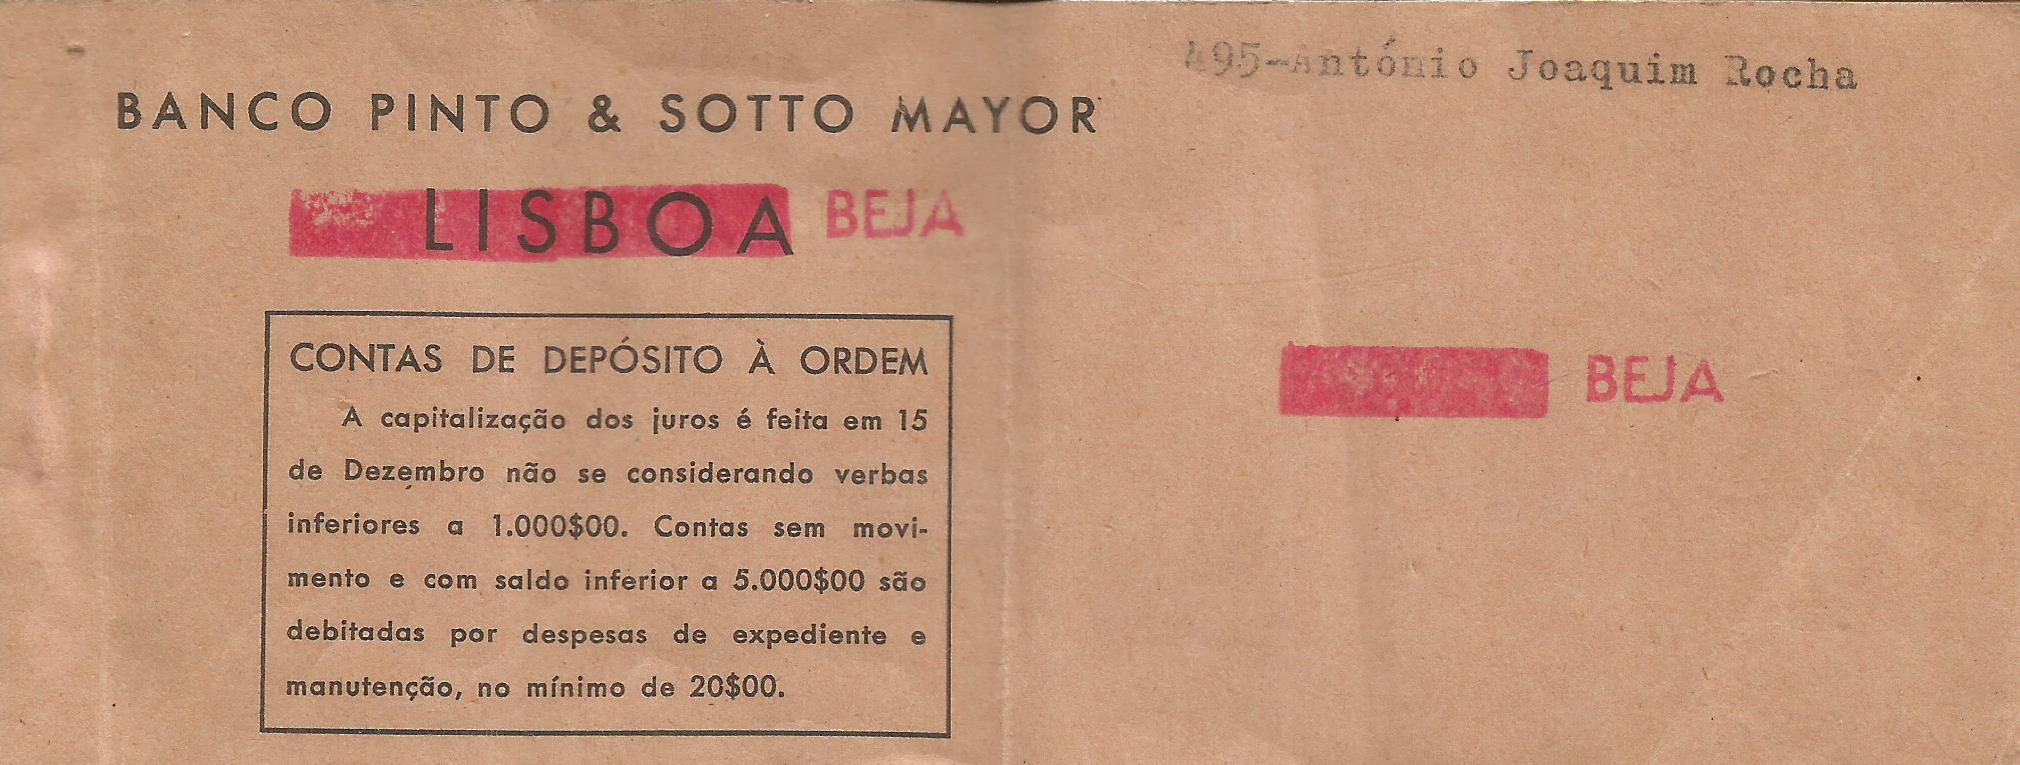 495-António Joaquim Rocha
BANCO PINTO & SOTTO MAYOR
LISBOA BEJA
CONTAS DE DEPÓSITO À ORDEM
A capitalização dos juros é feita em 15
de Dezembro não se considerando verbas
inferiores a 1.000$00. Contas sem movi-
mento e com saldo inferior a 5.000$00 são
debitadas por despesas de expediente e
manutenção, no mínimo de 20$00.
BEJA